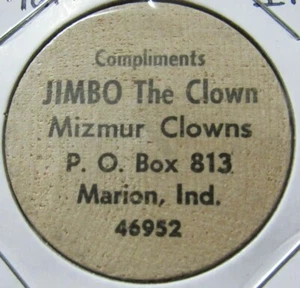 Compliments
JIMBO The Clown
Mizmur Clowns
P. O. Box 813
Marion, Ind.
46952